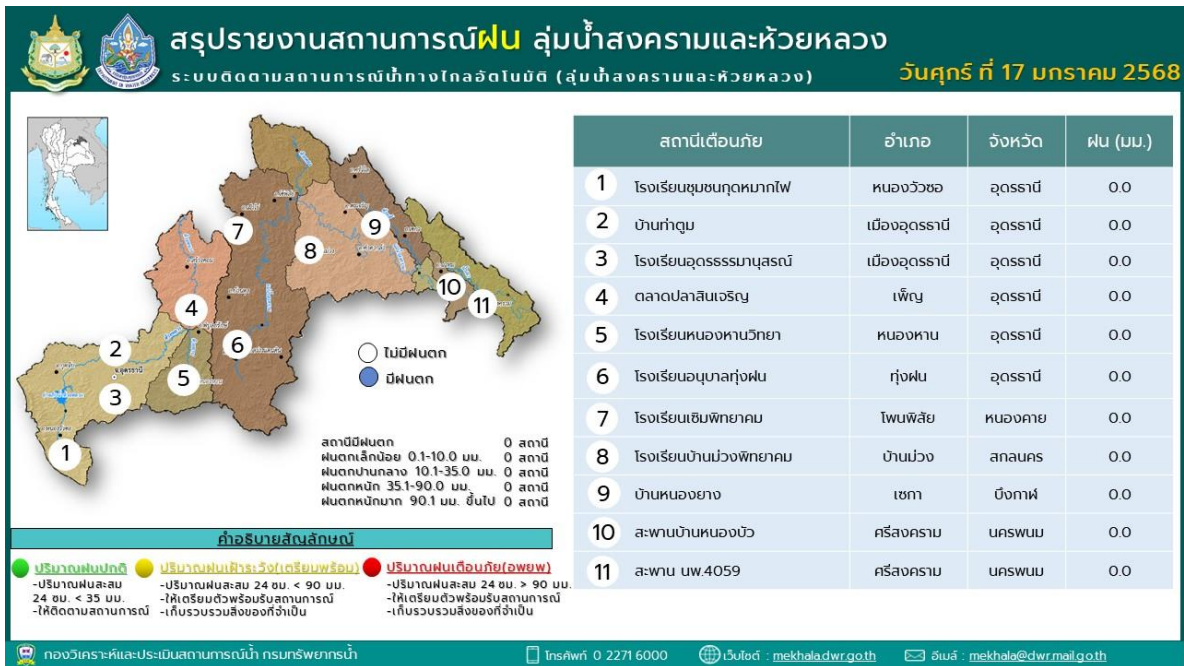 สรุปรายงานสถานการณ์ฝน ลุ่มน้ำสงครามและห้วยหลวง
ระบบติดตามสถานการณ์น้ำทางไกลอัตโนมัติ (ลุ่มน้ำสงครามและห้วยหลวง)
วันศุกร์ ที่ 17 มกราคม 2568
สถานีเตือนภัย อำเภอ จังหวัด ฝน (มม.)
1 โรงเรียนชุมชนกุดหมากไฟ หนองวัวซอ อุดรธานี 0.0
2 บ้านท่าตูม เมืองอุดรธานี อุดรธานี 0.0
3 โรงเรียนอุดรธรรมานุสรณ์ เมืองอุดรธานี อุดรธานี 0.0
4 ตลาดปลาสินเจริญ เพ็ญ อุดรธานี 0.0
5 โรงเรียนหนองหานวิทยา หนองหาน อุดรธานี 0.0
6 โรงเรียนอนุบาลทุ่งฝน ทุ่งฝน อุดรธานี 0.0
7 โรงเรียนเซิมพิทยาคม โพนพิสัย หนองคาย 0.0
8 โรงเรียนบ้านม่วงพิทยาคม บ้านม่วง สกลนคร 0.0
9 บ้านหนองยาง เซกา บึงกาฬ 0.0
10 สะพานบ้านหนองบัว ศรีสงคราม นครพนม 0.0
11 สะพาน นพ.4059 ศรีสงคราม นครพนม 0.0
7
9
8
10
11
4
6
2
5
3
1
ไม่มีฝนตก
มีฝนตก
สถานีมีฝนตก 0 สถานี
ฝนตกเล็กน้อย 0.1-10.0 มม. 0 สถานี
ฝนตกปานกลาง 10.1-35.0 มม. 0 สถานี
ฝนตกหนัก 35.1-90.0 มม. 0 สถานี
ฝนตกหนักมาก 90.1 มม. ขึ้นไป 0 สถานี
คำอธิบายสัญลักษณ์
ปริมาณฝนปกติ
-ปริมาณฝนสะสม
24 ชม. < 35 มม.
-ให้ติดตามสถานการณ์
ปริมาณฝนเฝ้าระวัง(เตรียมพร้อม)
-ปริมาณฝนสะสม 24 ชม. < 90 มม.
-ให้เตรียมตัวพร้อมรับสถานการณ์
-เก็บรวบรวมสิ่งของที่จำเป็น
ปริมาณฝนเตือนภัย(อพยพ)
-ปริมาณฝนสะสม 24 ชม. > 90 มม.
-ให้เตรียมตัวพร้อมรับสถานการณ์
-เก็บรวบรวมสิ่งของที่จำเป็น
กองวิเคราะห์และประเมินสถานการณ์น้ำ กรมทรัพยากรน้ำ
โทรศัพท์ 0 2271 6000
เว็บไซต์ : mekhala.dwr.go.th
อีเมล์ : mekhala@dwr.mail.go.th